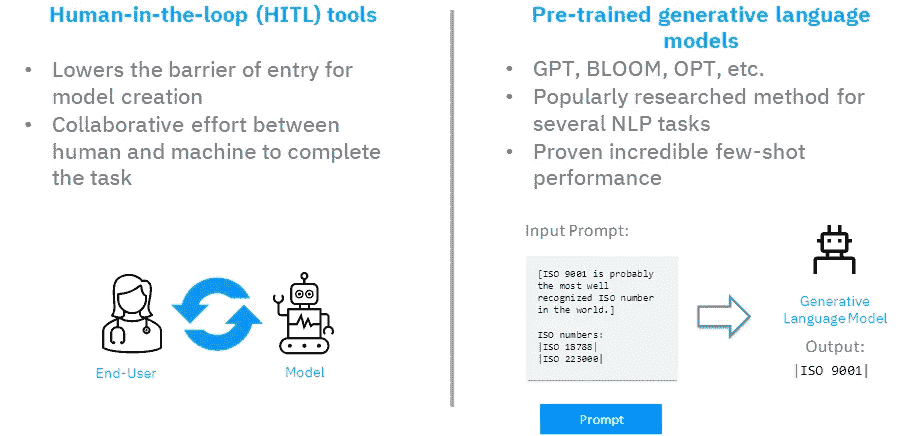 Human-in-the-loop (HITL) tools
• Lowers the barrier of entry for
model creation
• Collaborative effort between
human and machine to complete
the task
End-User
Model
Pre-trained generative language
models
• GPT, BLOOM, OPT, etc.
• Popularly researched method for
several NLP tasks
• Proven incredible few-shot
performance
Input Prompt:
[ISO 9001 is probably
the most well
recognized ISO number
in the world.]
ISO numbers:
|ISO 18788|
|ISO 223000|
Prompt
Generative
Language Model
Output:
|ISO 9001|